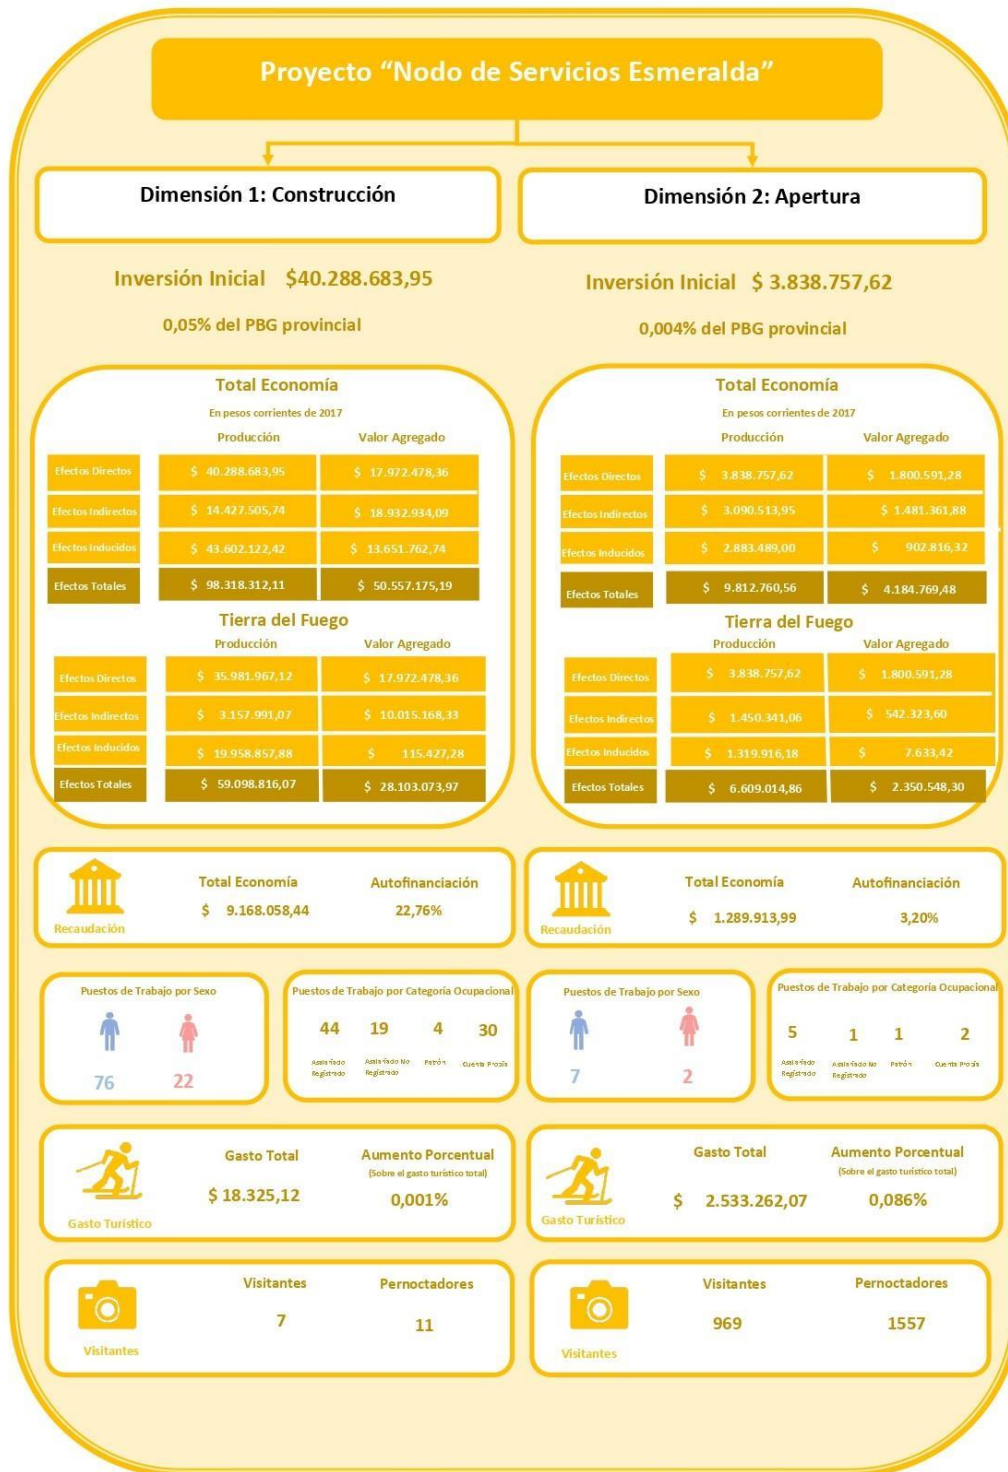 Proyecto “Nodo de Servicios Esmeralda”
Dimensión 1: Construcción
Inversión Inicial $40.288.683,95
0,05% del PBG provincial
Total Economía
En pesos corrientes de 2017
Producción Valor Agregado
Efectos Directos $ 40.288.683,95 $ 17.972.478,36
Efectos Indirectos $ 14.427.505,74 $ 18.932.934,09
Efectos Inducidos $ 43.602.122,42 $ 13.651.762,74
Efectos Totales $ 98.318.312,11 $ 50.557.175,19
Tierra del Fuego
Producción Valor Agregado
Efectos Directos $ 35.981.967,12 $ 17.972.478,36
Efectos Indirectos $ 3.157.991,07 $ 10.015.168,33
Efectos Inducidos $ 19.958.857,88 $ 115.427,28
Efectos Totales $ 59.098.816,07 $ 28.103.073,97
Total Economía Autofinanciación
$ 9.168.058,44 22,76%
Recaudación
Puestos de Trabajo por Sexo
76 22
Puestos de Trabajo por Categoría Ocupacional
44 19 4 30
Asalariado Registrado
Asalariado No Registrado
Patrón
Cuenta Propia
Gasto Total Aumento Porcentual
(Sobre el gasto turístico total)
$ 18.325,12 0,001%
Gasto Turístico
Visitantes Pernoctadores
7 11
Visitantes
Dimensión 2: Apertura
Inversión Inicial $ 3.838.757,62
0,004% del PBG provincial
Total Economía
En pesos corrientes de 2017
Producción Valor Agregado
Efectos Directos $ 3.838.757,62 $ 1.800.591,28
Efectos Indirectos $ 3.090.513,95 $ 1.481.361,88
Efectos Inducidos $ 2.883.489,00 $ 902.816,32
Efectos Totales $ 9.812.760,56 $ 4.184.769,48
Tierra del Fuego
Producción Valor Agregado
Efectos Directos $ 3.838.757,62 $ 1.800.591,28
Efectos Indirectos $ 1.450.341,06 $ 542.323,60
Efectos Inducidos $ 1.319.916,18 $ 7.633,42
Efectos Totales $ 6.609.014,86 $ 2.350.548,30
Total Economía Autofinanciación
$ 1.289.913,99 3,20%
Recaudación
Puestos de Trabajo por Sexo
7 2
Puestos de Trabajo por Categoría Ocupacional
5 1 1 2
Asalariado Registrado
Asalariado No Registrado
Patrón
Cuenta Propia
Gasto Total Aumento Porcentual
(Sobre el gasto turístico total)
$ 2.533.262,07 0,086%
Gasto Turístico
Visitantes Pernoctadores
969 1557
Visitantes